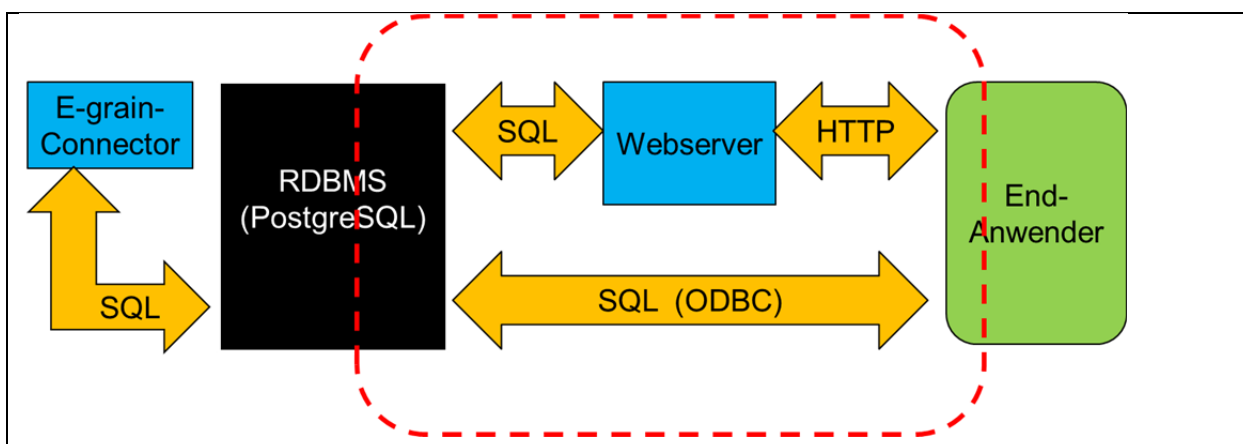 E-grain-
Connector
SQL
RDBMS
(PostgreSQL)
SQL
Webserver
HTTP
SQL (ODBC)
End-
Anwender